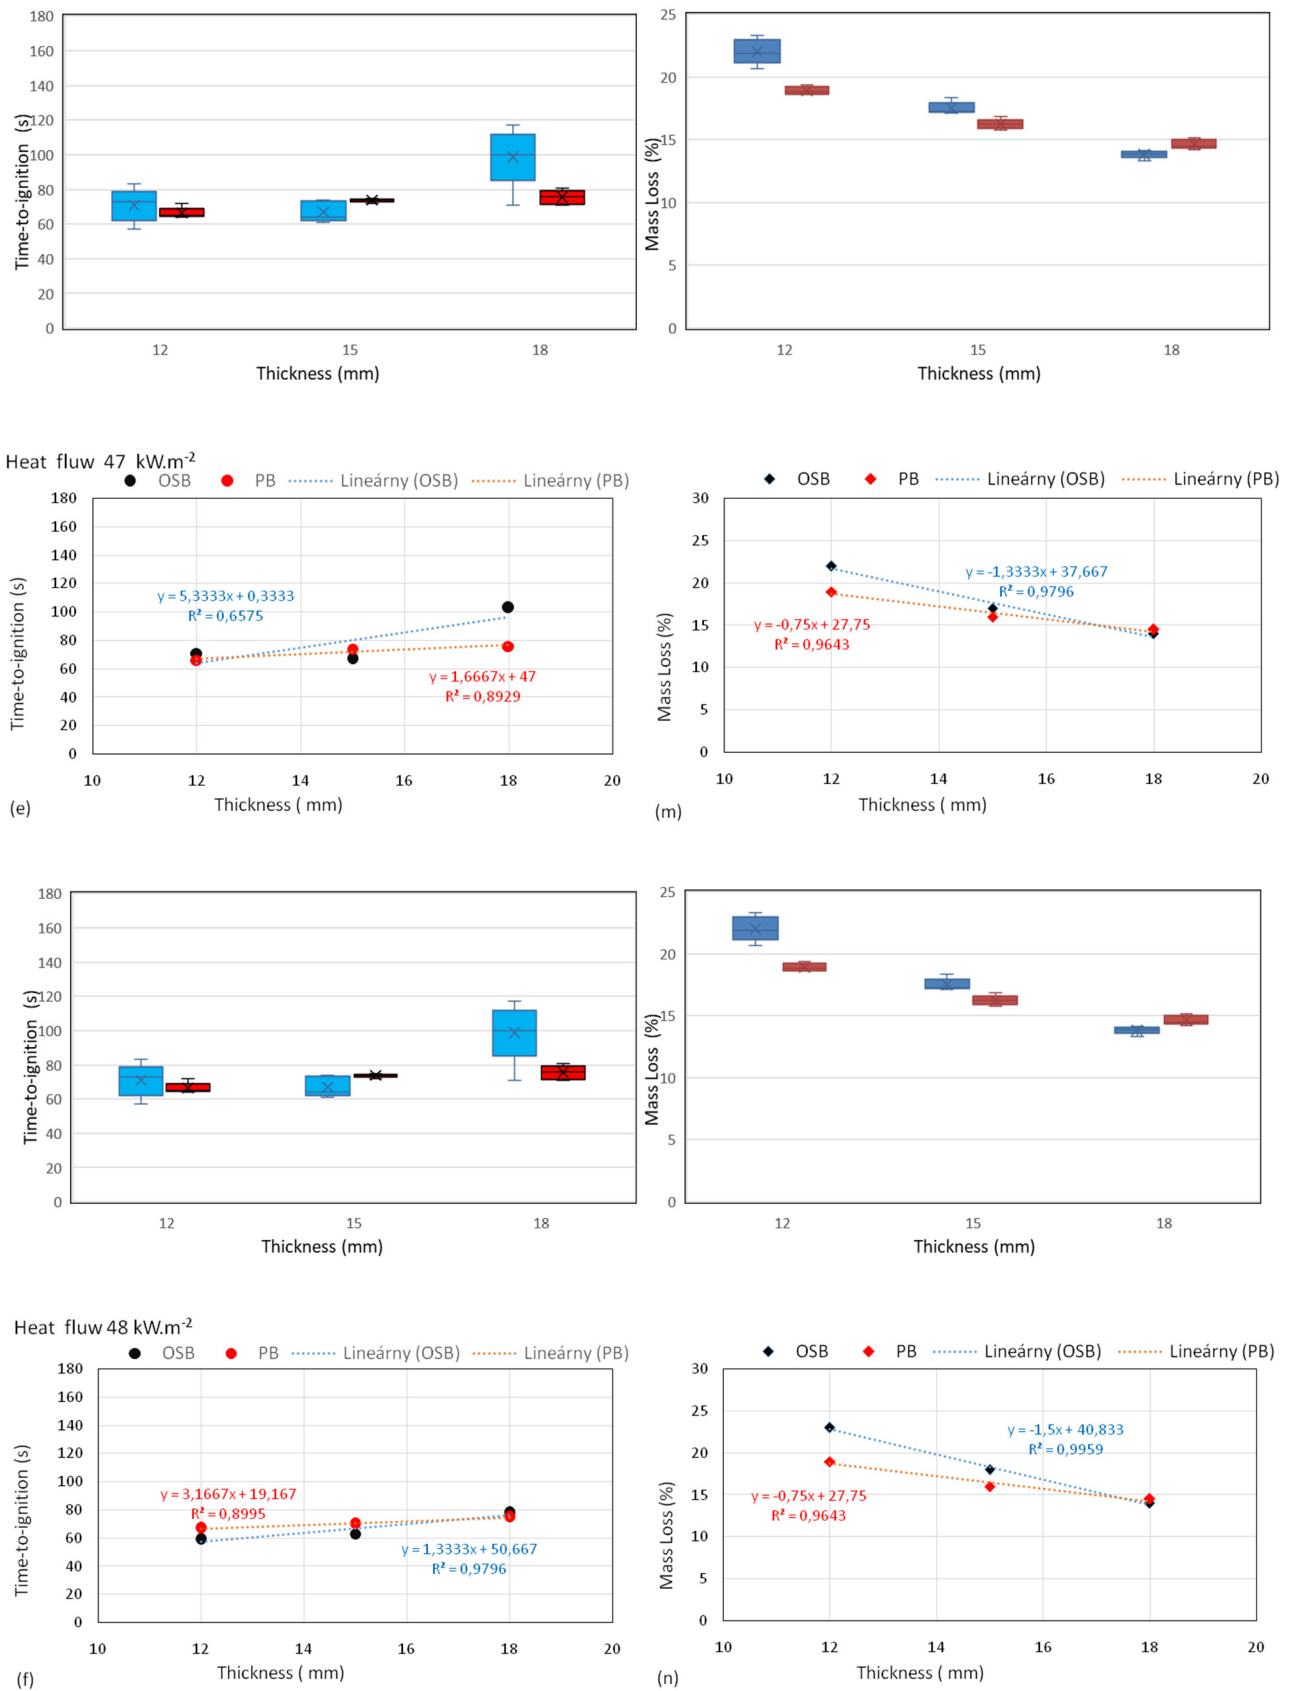 180
160
140
120
100
80
60
40
20
0
Time-to-ignition (s)
12 15 18
Thickness (mm)
25
20
15
10
5
0
Mass Loss (%)
12 15 18
Thickness (mm)
Heat fluw 47 kW.m-2
OSB PB Lineárny (OSB) Lineárny (PB)
180
160
140
120
100
80
60
40
20
0
Time-to-ignition (s)
y = 5,3333x + 0,3333
R² = 0,6575
y = 1,6667x + 47
R² = 0,8929
10 12 14 16 18 20
Thickness ( mm)
(e)
OSB PB Lineárny (OSB) Lineárny (PB)
30
25
20
15
10
5
0
Mass Loss (%)
y = -1,3333x + 37,667
R² = 0,9796
y = -0,75x + 27,75
R² = 0,9643
10 12 14 16 18 20
Thickness ( mm)
(m)
180
160
140
120
100
80
60
40
20
0
Time-to-ignition (s)
12 15 18
Thickness (mm)
25
20
15
10
5
0
Mass Loss (%)
12 15 18
Thickness (mm)
Heat fluw 48 kW.m-2
OSB PB Lineárny (OSB) Lineárny (PB)
180
160
140
120
100
80
60
40
20
0
Time-to-ignition (s)
y = 3,1667x + 19,167
R² = 0,8995
y = 1,3333x + 50,667
R² = 0,9796
10 12 14 16 18 20
Thickness ( mm)
(f)
OSB PB Lineárny (OSB) Lineárny (PB)
30
25
20
15
10
5
0
Mass Loss (%)
y = -1,5x + 40,833
R² = 0,9959
y = -0,75x + 27,75
R² = 0,9643
10 12 14 16 18 20
Thickness ( mm)
(n)